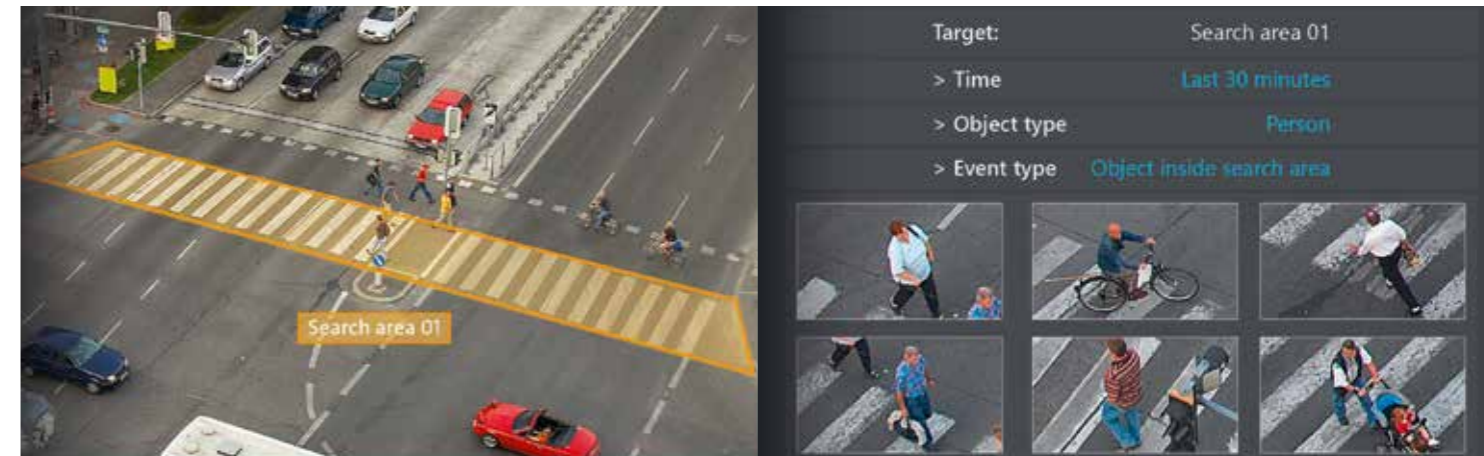 Search area 01
Target: Search area 01
> Time Last 30 minutes
> Object type Person
> Event type Object inside search area